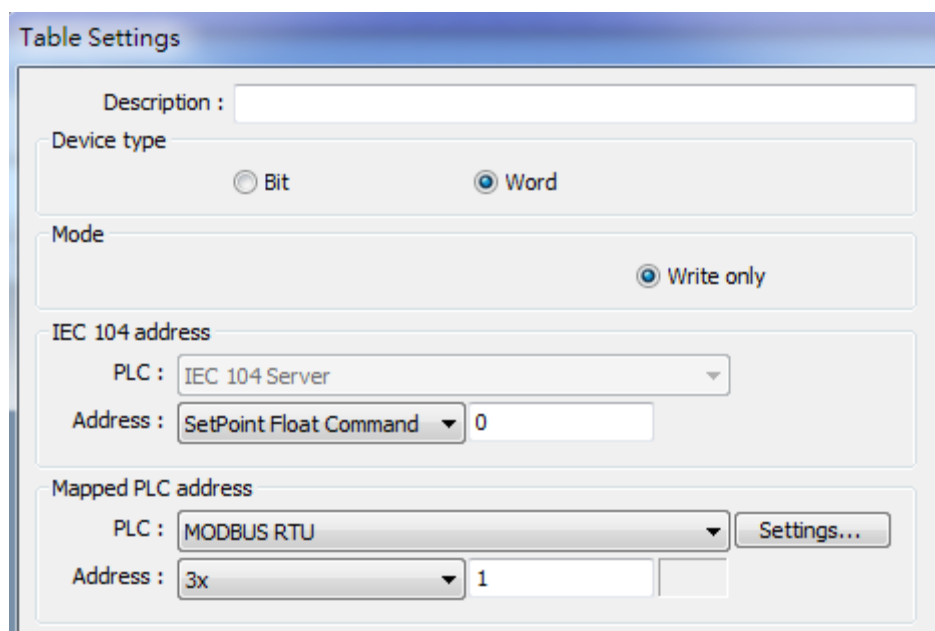 Table Settings
Description :
Device type
Bit Word
Mode
Write only
IEC 104 address
PLC : IEC 104 Server
Address : SetPoint Float Command 0
Mapped PLC address
PLC : MODBUS RTU Settings...
Address : 3x 1